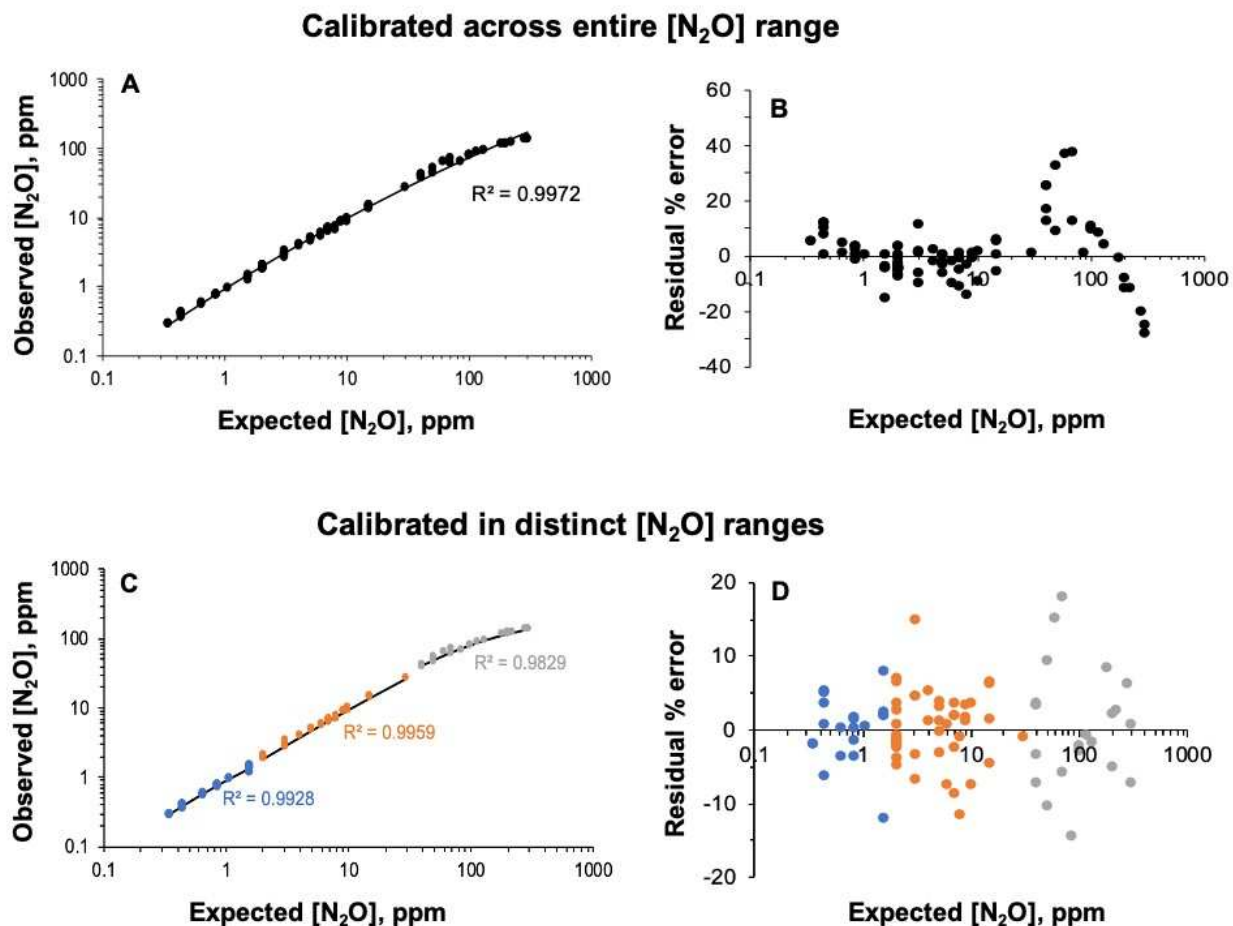 Calibrated across entire [N₂O] range
A
Observed [N₂O], ppm
1000
100
10
1
0.1
R² = 0.9972
0.1 1 10 100 1000
Expected [N₂O], ppm
B
Residual % error
60
40
20
0
-20
-40
0.1 1 10 100 1000
Expected [N₂O], ppm
Calibrated in distinct [N₂O] ranges
C
Observed [N₂O], ppm
1000
100
10
1
0.1
R² = 0.9829
R² = 0.9959
R² = 0.9928
0.1 1 10 100 1000
Expected [N₂O], ppm
D
Residual % error
20
10
0
-10
-20
0.1 1 10 100 1000
Expected [N₂O], ppm